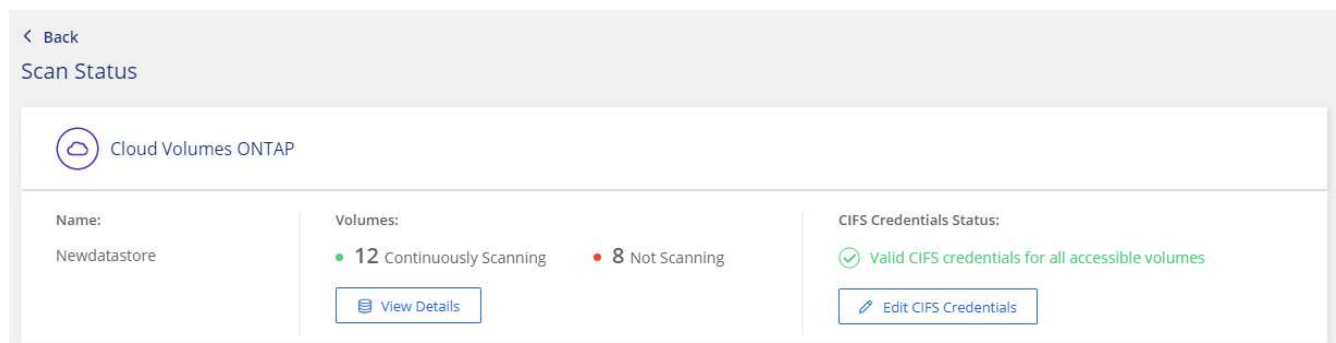 Back
Scan Status
Cloud Volumes ONTAP
Name:
Newdatastore
Volumes:
12 Continuously Scanning
8 Not Scanning
View Details
CIFS Credentials Status:
Valid CIFS credentials for all accessible volumes
Edit CIFS Credentials